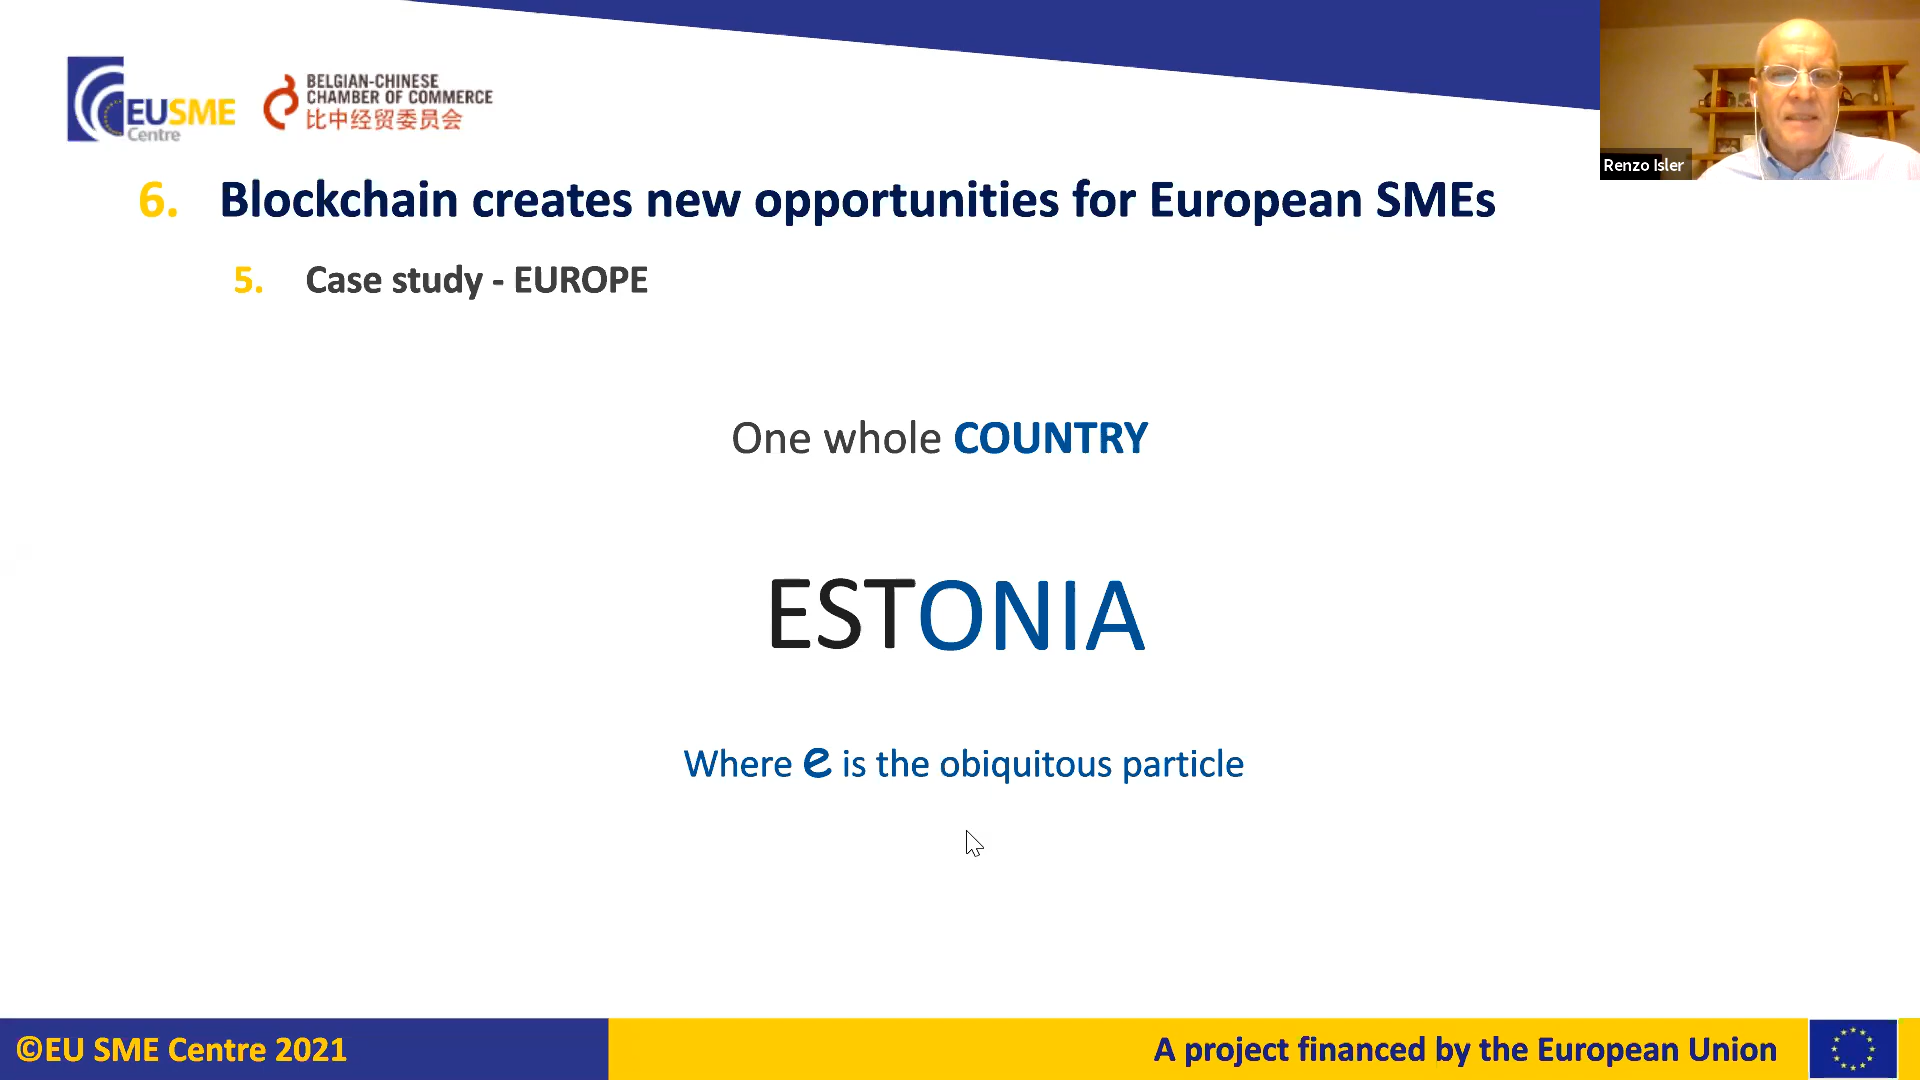 EUSME
Centre
BELGIAN-CHINESE
CHAMBER OF COMMERCE
比中经贸委员会
Renzo Isler
6. Blockchain creates new opportunities for European SMEs
5. Case study - EUROPE
One whole COUNTRY
ESTONIA
Where e is the obiquitous particle
©EU SME Centre 2021
A project financed by the European Union